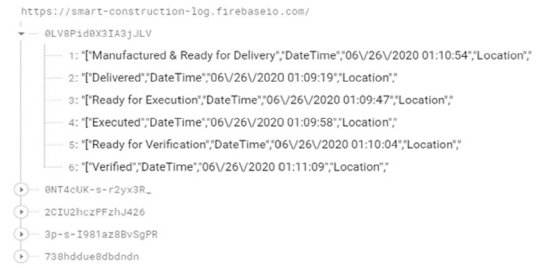 https://smart-construction-log.firebaseio.com/
0LV8Pid0X3IA3jJLV
1: "["Manufactured & Ready for Delivery","DateTime","06\/26\/2020 01:10:54","Location","
2: "["Delivered","DateTime","06\/26\/2020 01:09:19","Location","
3: "["Ready for Execution","DateTime","06\/26\/2020 01:09:47","Location","
4: "["Executed","DateTime","06\/26\/2020 01:09:58","Location","
5: "["Ready for Verification","DateTime","06\/26\/2020 01:10:04","Location","
6: "["Verified","DateTime","06\/26\/2020 01:11:09","Location","
0NT4cUK-s-r2yx3R_
2CIU2hczPFzhJ426
3p-s-I981az8BvSgPR
738hddue8dbdndn